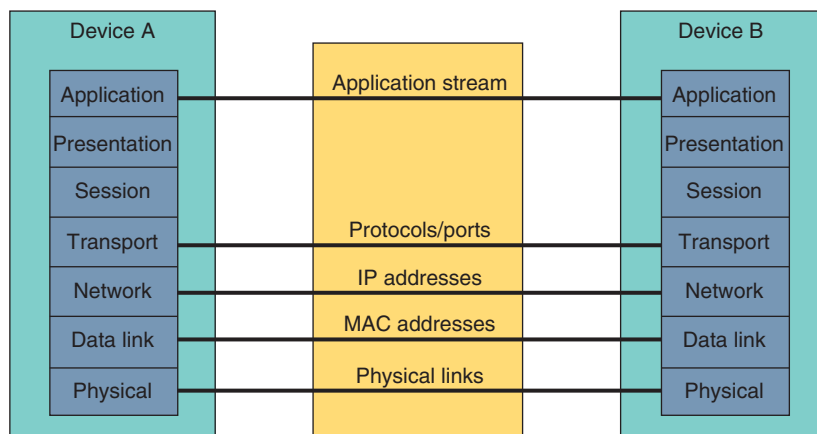 Device A
Device B
Application
Application stream
Application
Presentation
Presentation
Session
Session
Transport
Protocols/ports
Transport
Network
IP addresses
Network
Data link
MAC addresses
Data link
Physical
Physical links
Physical